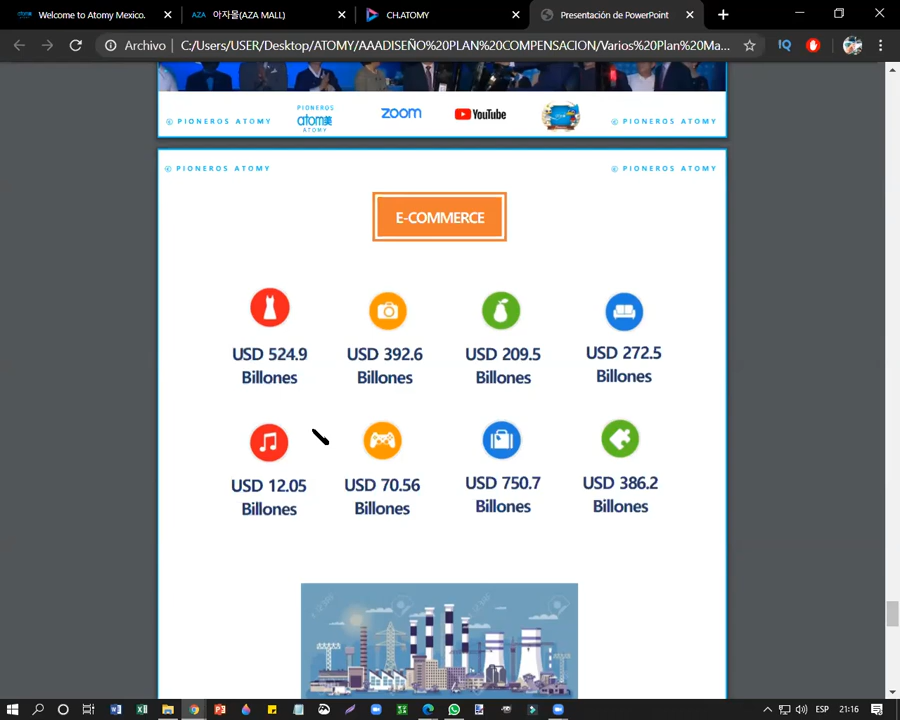 Welcome to Atomy Mexico.
AZA 아자몰(AZA MALL)
CH.ATOMY
Presentación de PowerPoint
Archivo
C:/Users/USER/Desktop/ATOMY/AAADISEÑO%20PLAN%20COMPENSACION/Varios%20Plan%20Ma...
IQ
© PIONEROS ATOMY
PIONEROS
atom美
ATOMY
zoom
YouTube
© PIONEROS ATOMY
© PIONEROS ATOMY
© PIONEROS ATOMY
E-COMMERCE
USD 524.9
Billones
USD 392.6
Billones
USD 209.5
Billones
USD 272.5
Billones
USD 12.05
Billones
USD 70.56
Billones
USD 750.7
Billones
USD 386.2
Billones
ESP
21:16